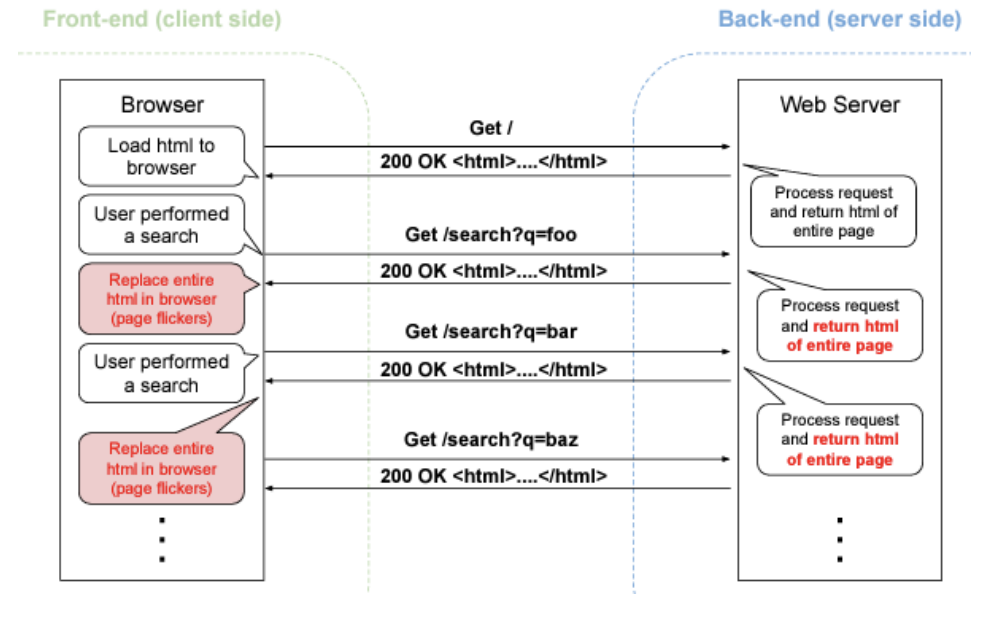 Front-end (client side)
Back-end (server side)
Browser
Web Server
Load html to
browser
Get /
200 OK <html>....</html>
Process request
and return html of
entire page
User performed
a search
Get /search?q=foo
200 OK <html>....</html>
Replace entire
html in browser
(page flickers)
Process request
and return html
of entire page
Get /search?q=bar
User performed
a search
200 OK <html>....</html>
Process request
and return html
of entire page
Get /search?q=baz
Replace entire
html in browser
(page flickers)
200 OK <html>....</html>